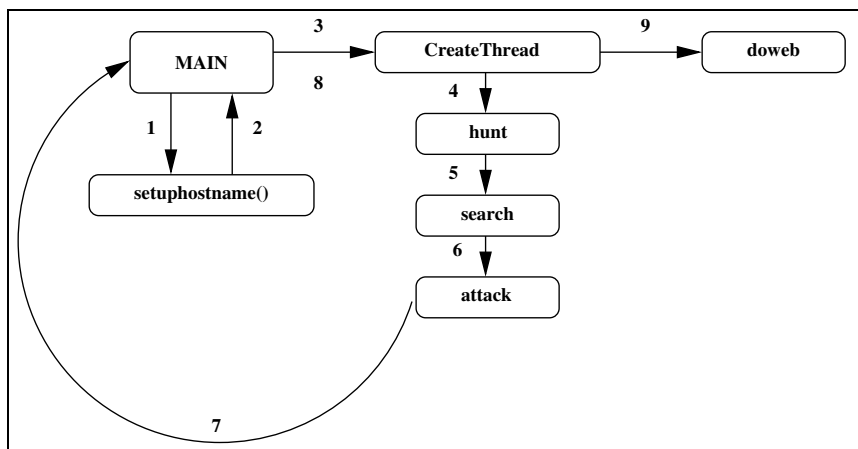 3
9
MAIN
CreateThread
doweb
8
4
1
2
hunt
5
setuphostname()
search
6
attack
7